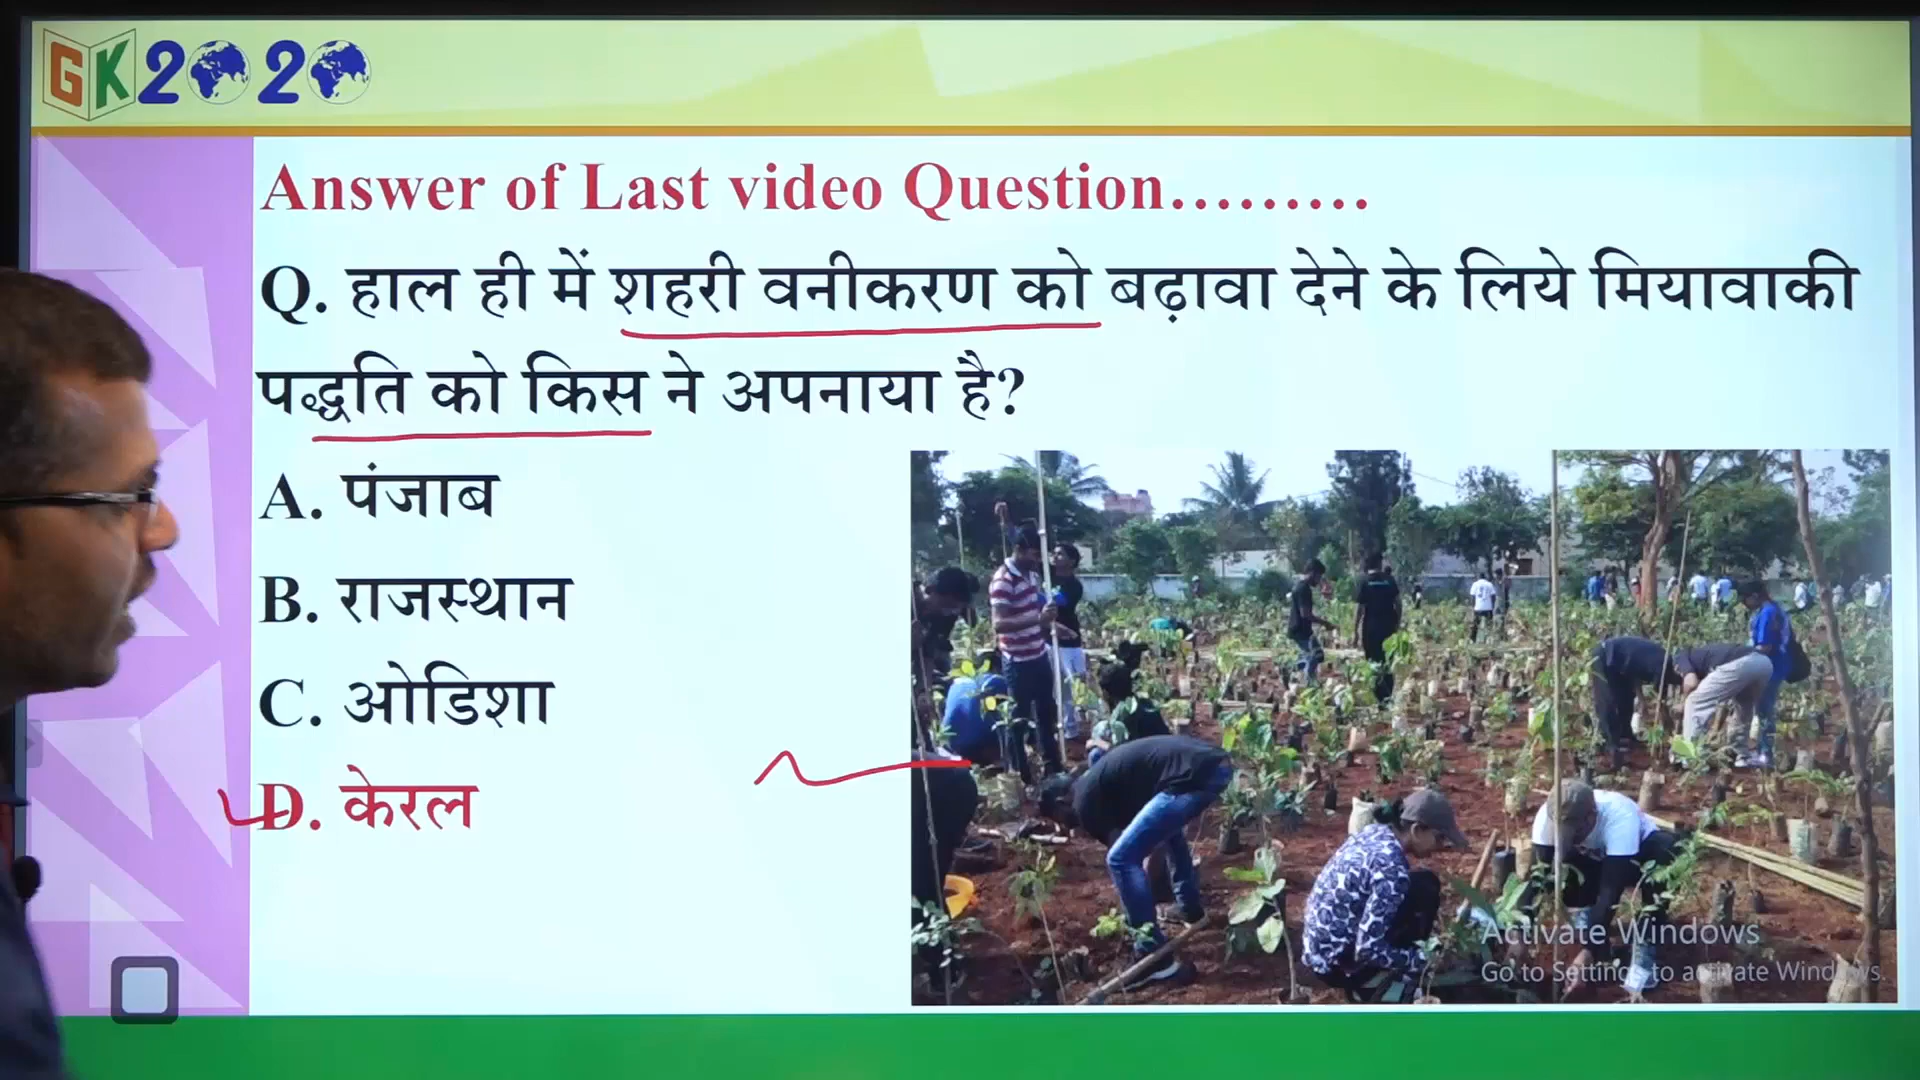 GK2020
Answer of Last video Question.........
Q. हाल ही में शहरी वनीकरण को बढ़ावा देने के लिये मियावाकी
पद्धति को किस ने अपनाया है?
A. पंजाब
B. राजस्थान
C. ओडिशा
D. केरल
Activate Windows
Go to Settings to activate Windows.